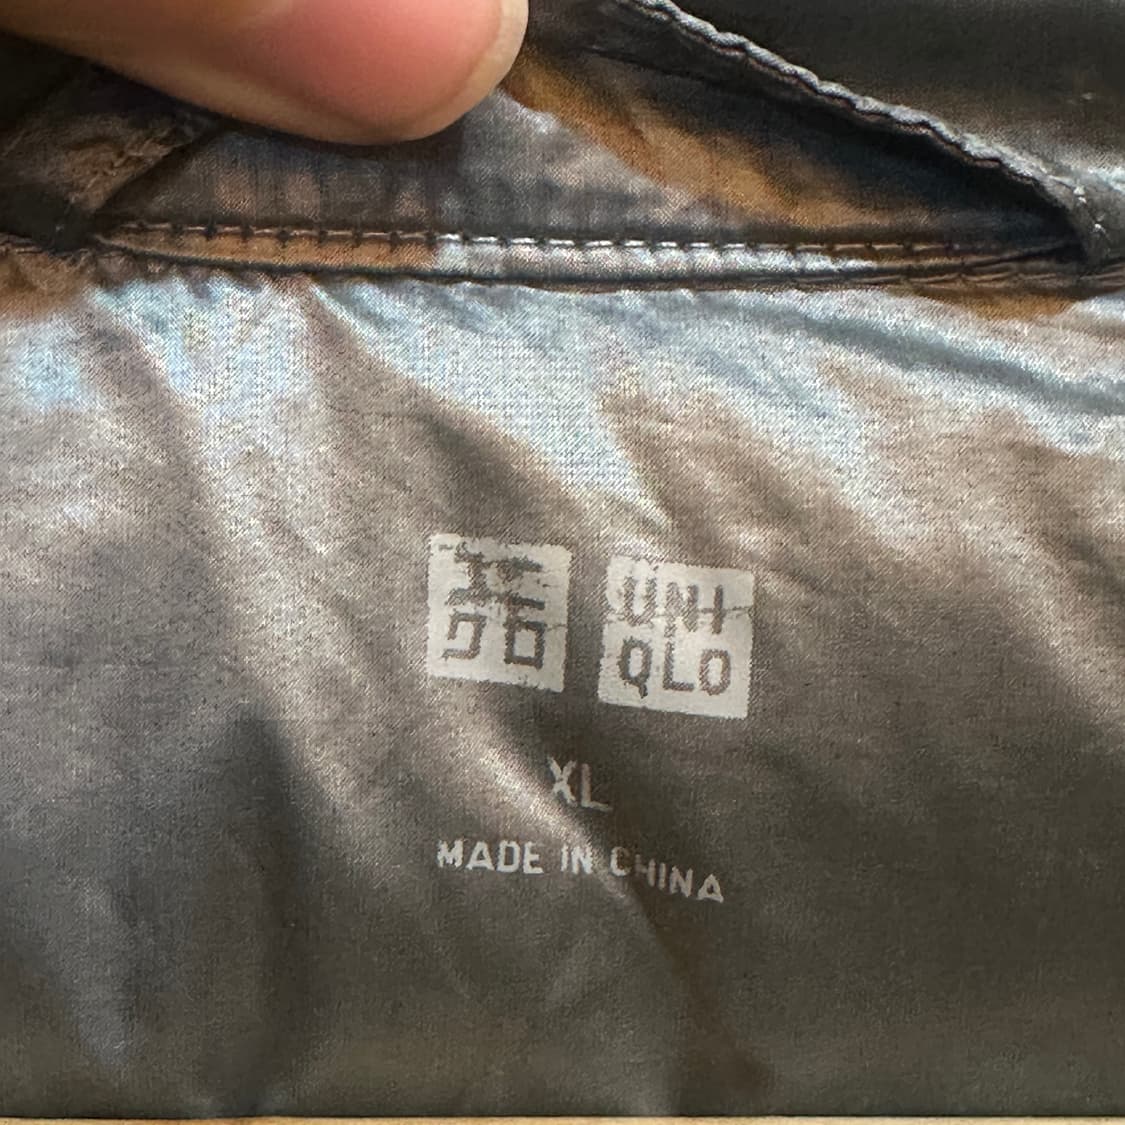 ユニ UNI
クロ QLO
XL
MADE IN CHINA